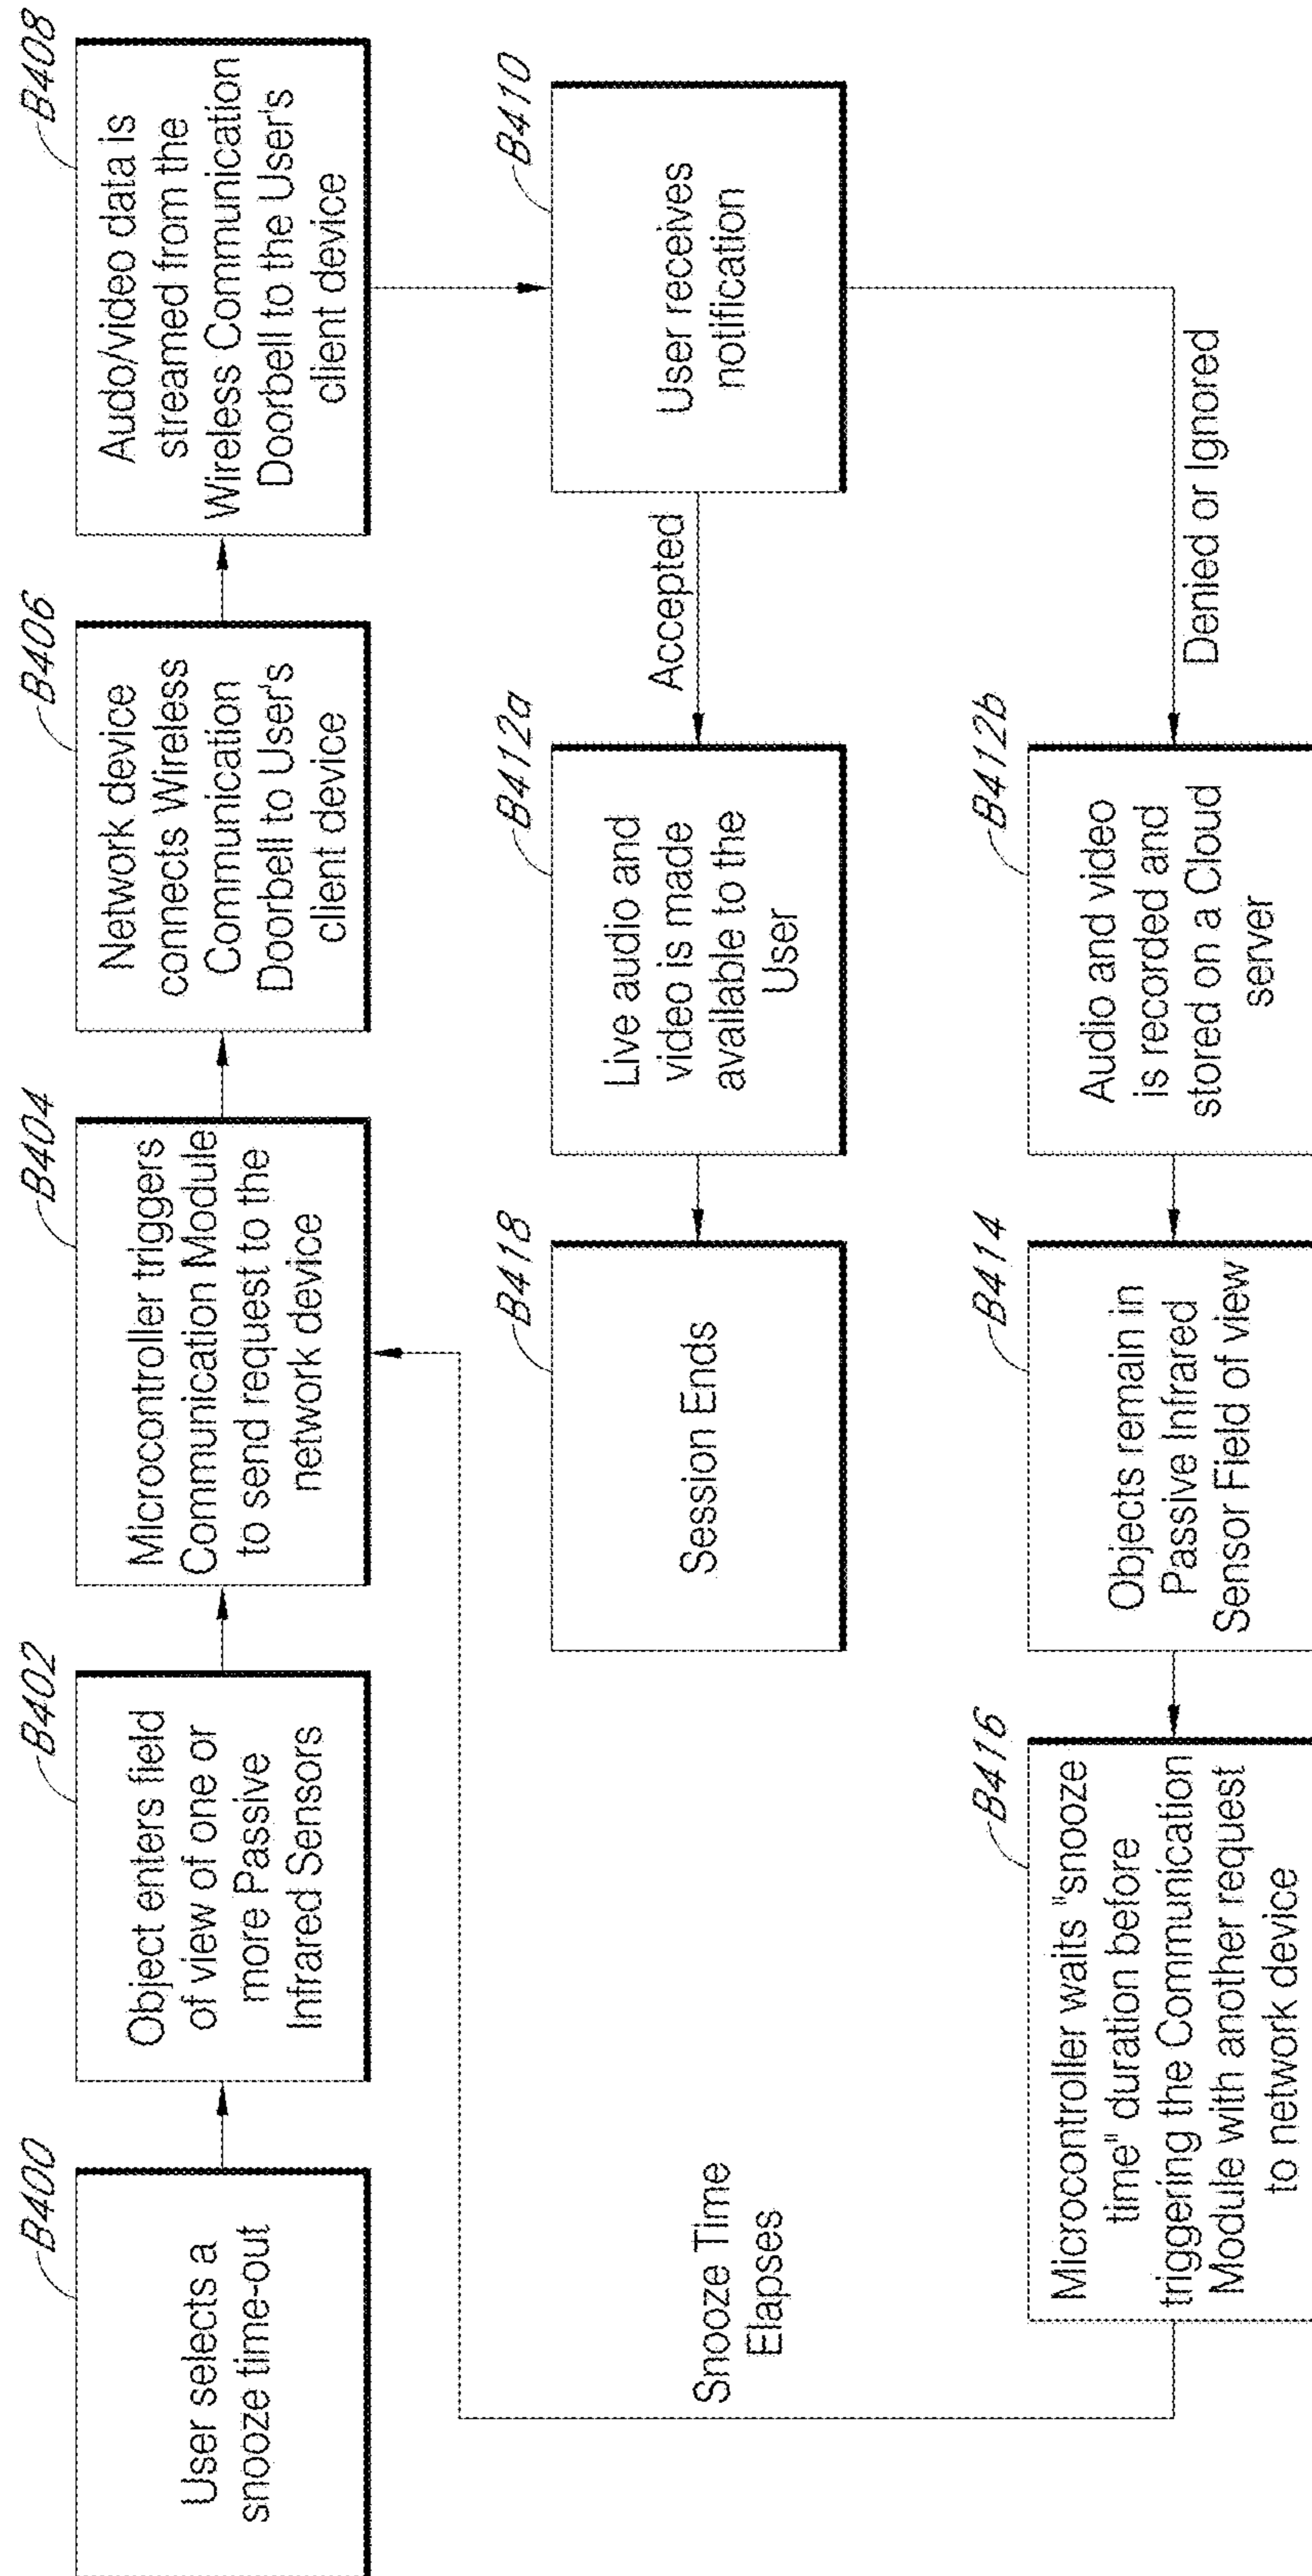 B400
User selects a
snooze time-out
B402
Object enters field
of view of one or
more Passive
Infrared Sensors
B404
Microcontroller triggers
Communication Module
to send request to the
network device
B406
Network device
connects Wireless
Communication
Doorbell to User's
client device
B408
Audo/video data is
streamed from the
Wireless Communication
Doorbell to the User's
client device
B410
User receives
notification
Accepted
B412a
Live audio and
video is made
available to the
User
B418
Session Ends
Denied or Ignored
B412b
Audio and video
is recorded and
stored on a Cloud
server
B414
Objects remain in
Passive Infrared
Sensor Field of view
B416
Microcontroller waits "snooze
time" duration before
triggering the Communication
Module with another request
to network device
Snooze Time
Elapses